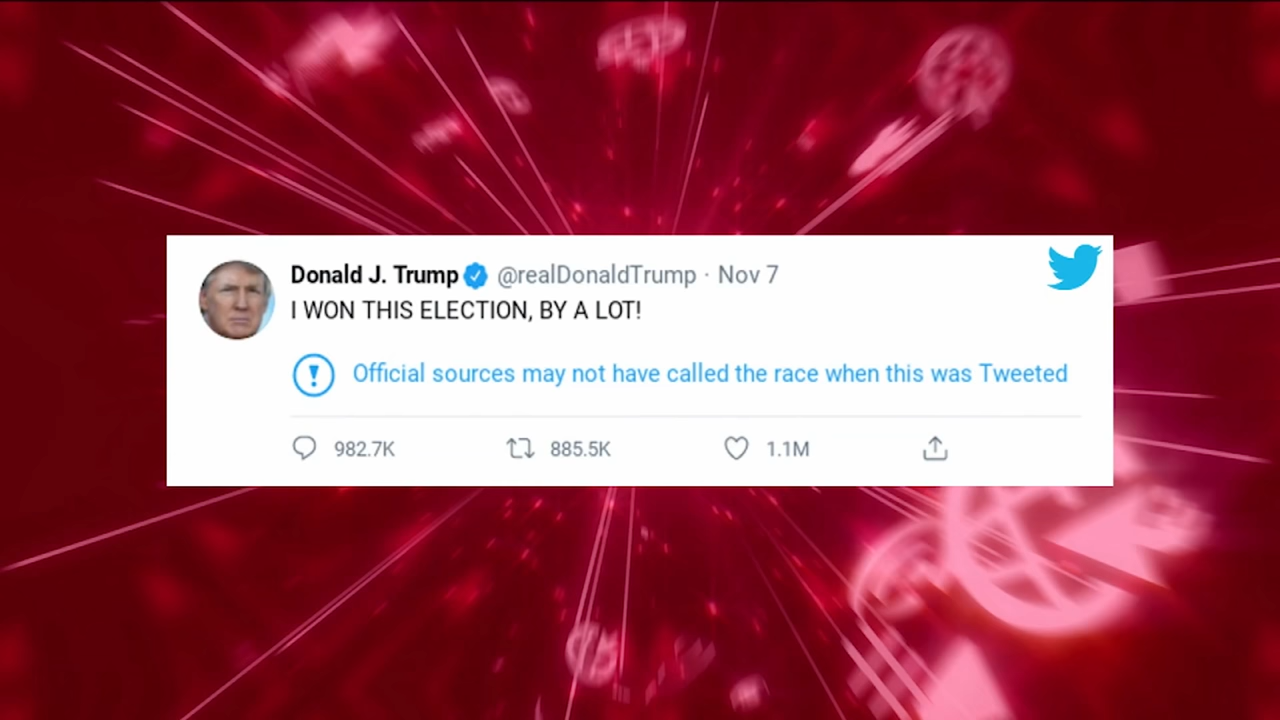 Donald J. Trump @realDonaldTrump · Nov 7
I WON THIS ELECTION, BY A LOT!
Official sources may not have called the race when this was Tweeted
982.7K 885.5K 1.1M